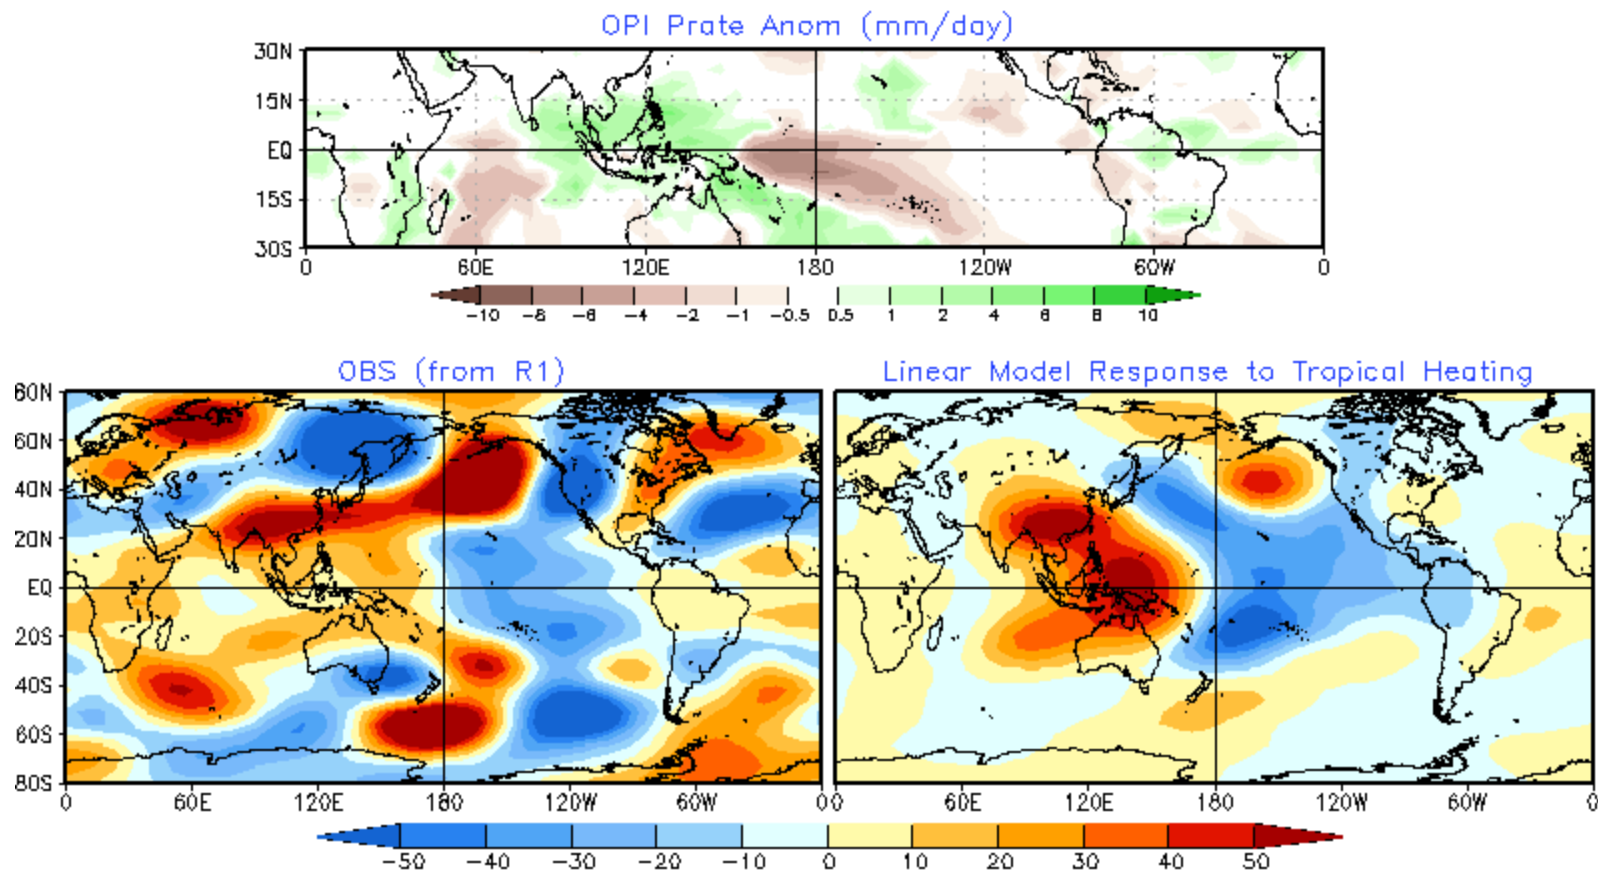 OPI Prate Anom (mm/day)
30N
15N
EQ
15S
30S
0 60E 120E 180 120W 60W 0
-10 -8 -6 -4 -2 -1 -0.5 0.5 1 2 4 6 8 10
OBS (from R1) Linear Model Response to Tropical Heating
80N
60N
40N
20N
EQ
20S
40S
60S
80S
0 60E 120E 180 120W 60W 0 0 60E 120E 180 120W 60W 0
-50 -40 -30 -20 -10 0 10 20 30 40 50